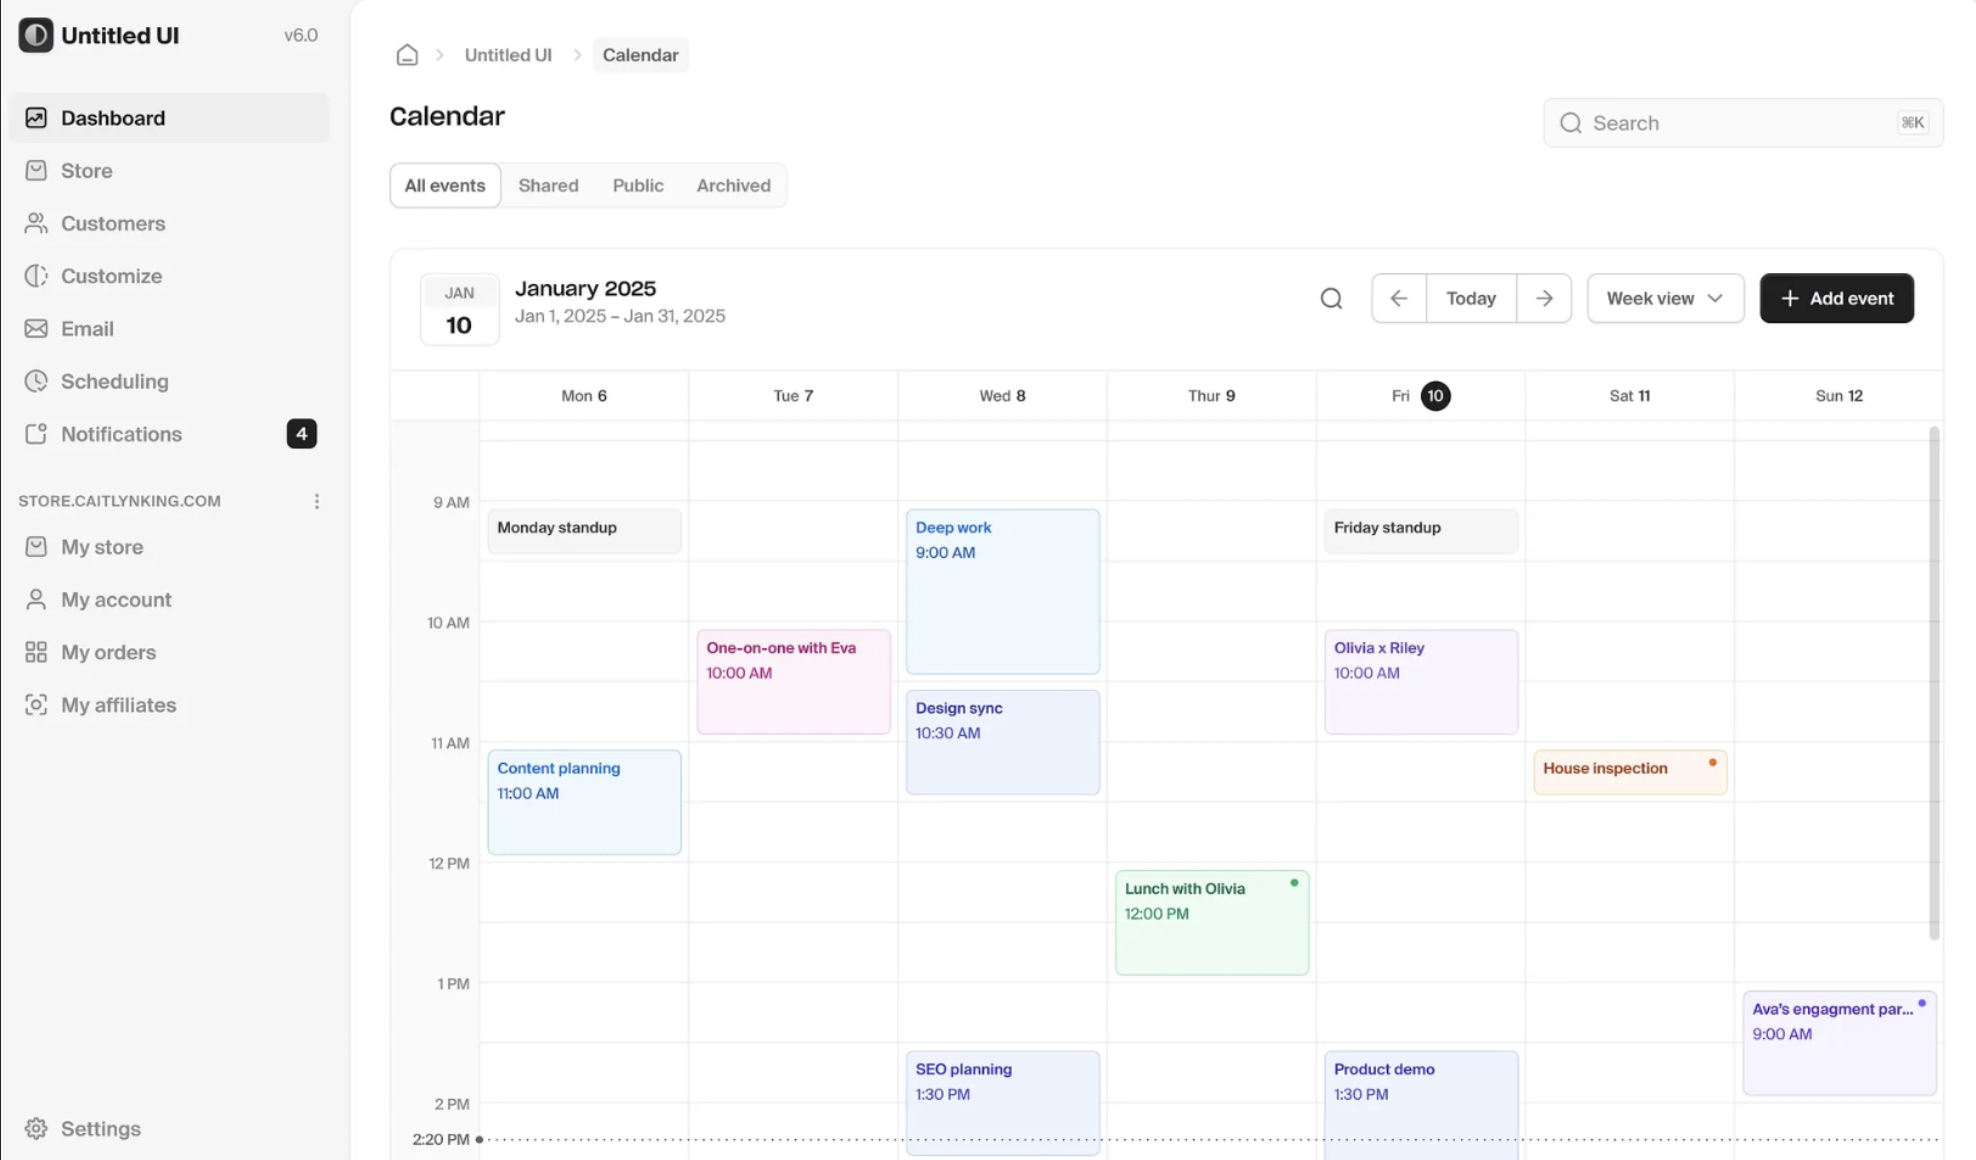 Untitled UI
v6.0
Dashboard
Store
Customers
Customize
Email
Scheduling
Notifications
4
STORE.CAITLYNKING.COM
My store
My account
My orders
My affiliates
Settings
Untitled UI
Calendar
Calendar
Search
⌘K
All events
Shared
Public
Archived
JAN
10
January 2025
Jan 1, 2025 – Jan 31, 2025
Today
Week view
Add event
Mon 6
Tue 7
Wed 8
Thur 9
Fri 10
Sat 11
Sun 12
9 AM
Monday standup
Deep work
9:00 AM
Friday standup
10 AM
One-on-one with Eva
10:00 AM
Olivia x Riley
10:00 AM
Design sync
10:30 AM
11 AM
Content planning
11:00 AM
House inspection
12 PM
Lunch with Olivia
12:00 PM
1 PM
Ava's engagment par...
9:00 AM
SEO planning
1:30 PM
Product demo
1:30 PM
2 PM
2:20 PM